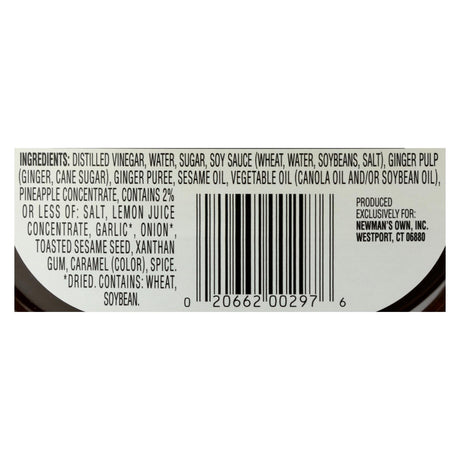 INGREDIENTS: DISTILLED VINEGAR, WATER, SUGAR, SOY SAUCE (WHEAT, WATER, SOYBEANS, SALT), GINGER PULP
(GINGER, CANE SUGAR), GINGER PUREE, SESAME OIL, VEGETABLE OIL (CANOLA OIL AND/OR SOYBEAN OIL),
PINEAPPLE CONCENTRATE, CONTAINS 2%
OR LESS OF: SALT, LEMON JUICE
CONCENTRATE, GARLIC*, ONION*,
TOASTED SESAME SEED, XANTHAN
GUM, CARAMEL (COLOR), SPICE.
*DRIED. CONTAINS: WHEAT,
SOYBEAN.
0 20662 00297 6
PRODUCED
EXCLUSIVELY FOR:
NEWMAN'S OWN, INC.
WESTPORT, CT 06880